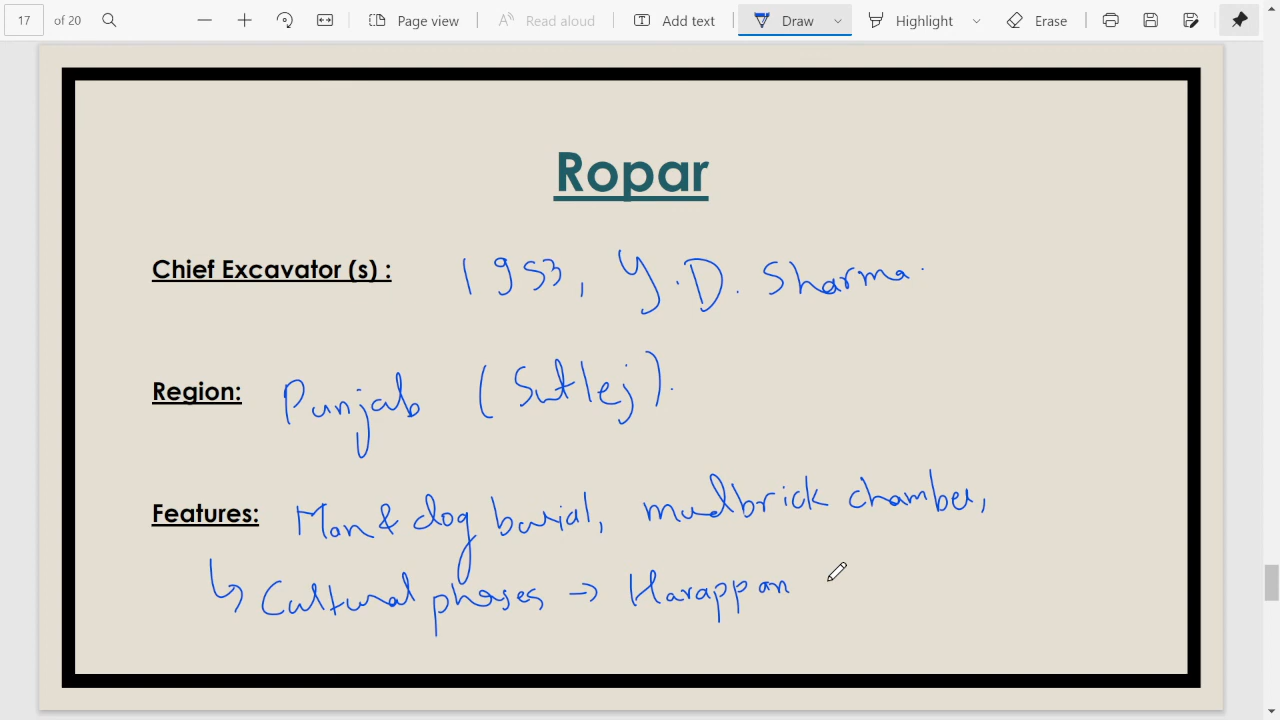 17 of 20 Page view Read aloud Add text Draw Highlight Erase
Ropar
Chief Excavator (s) : 1953, Y.D. Sharma.
Region: Punjab (Sutlej).
Features: Man & dog burial, mudbrick chamber,
↳ Cultural phases → Harappan